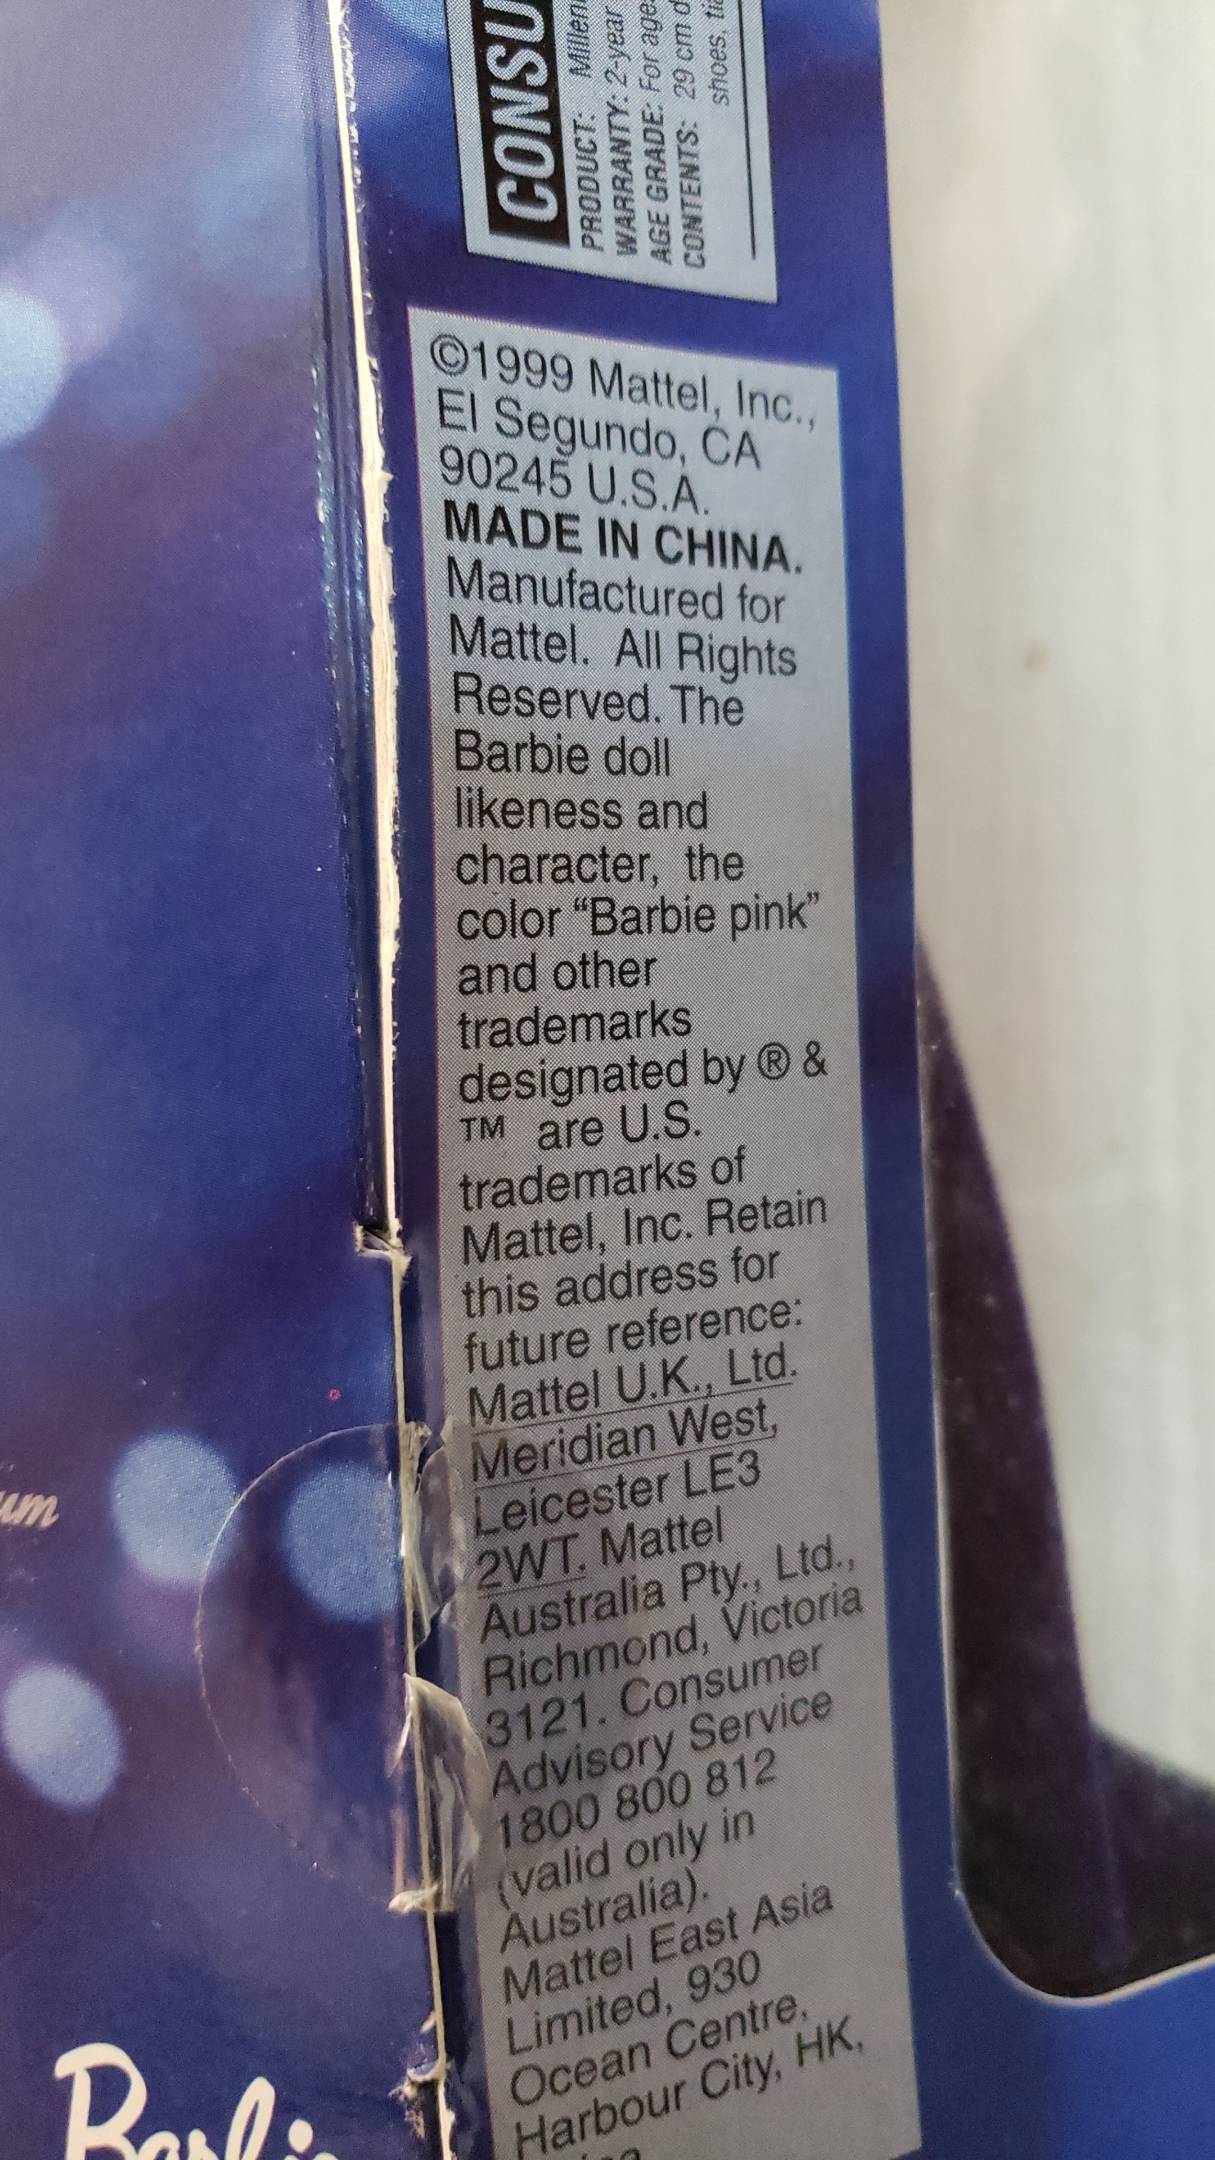 CONSU
PRODUCT: Millen
WARRANTY: 2-year
AGE GRADE: For age
CONTENTS: 29 cm d
shoes,
©1999 Mattel, Inc.,
El Segundo, CA
90245 U.S.A.
MADE IN CHINA.
Manufactured for
Mattel. All Rights
Reserved. The
Barbie doll
likeness and
character, the
color “Barbie pink”
and other
trademarks
designated by ® &
™ are U.S.
trademarks of
Mattel, Inc. Retain
this address for
future reference:
Mattel U.K., Ltd.
Meridian West,
Leicester LE3
2WT. Mattel
Australia Pty., Ltd.,
Richmond, Victoria
3121. Consumer
Advisory Service
1800 800 812
(valid only in
Australia).
Mattel East Asia
Limited, 930
Ocean Centre,
Harbour City, HK,
um
Barbie